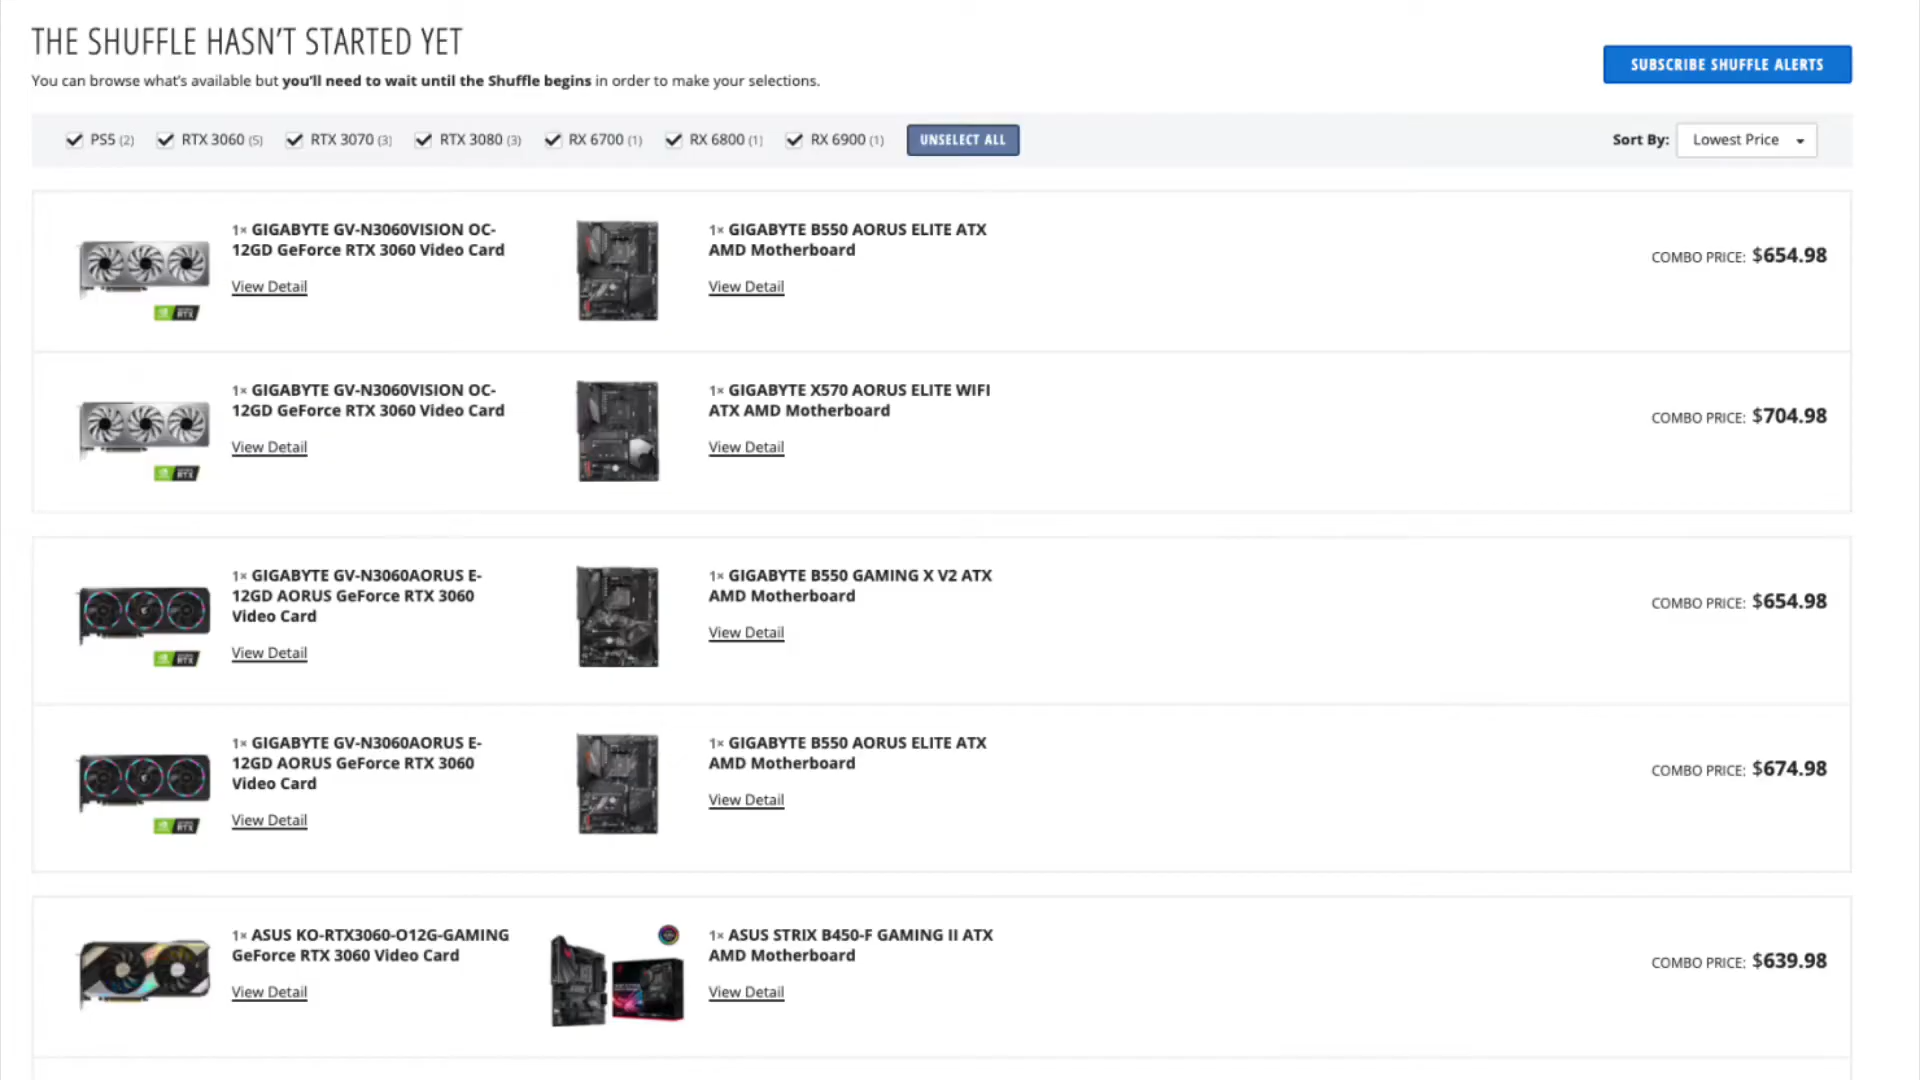 THE SHUFFLE HASN'T STARTED YET
You can browse what's available but you'll need to wait until the Shuffle begins in order to make your selections.
SUBSCRIBE SHUFFLE ALERTS
PS5 (2) RTX 3060 (5) RTX 3070 (3) RTX 3080 (3) RX 6700 (1) RX 6800 (1) RX 6900 (1) UNSELECT ALL Sort By: Lowest Price
1× GIGABYTE GV-N3060VISION OC-
12GD GeForce RTX 3060 Video Card
View Detail
RTX
1× GIGABYTE B550 AORUS ELITE ATX
AMD Motherboard
View Detail
COMBO PRICE: $654.98
1× GIGABYTE GV-N3060VISION OC-
12GD GeForce RTX 3060 Video Card
View Detail
RTX
1× GIGABYTE X570 AORUS ELITE WIFI
ATX AMD Motherboard
View Detail
COMBO PRICE: $704.98
1× GIGABYTE GV-N3060AORUS E-
12GD AORUS GeForce RTX 3060
Video Card
View Detail
RTX
1× GIGABYTE B550 GAMING X V2 ATX
AMD Motherboard
View Detail
COMBO PRICE: $654.98
1× GIGABYTE GV-N3060AORUS E-
12GD AORUS GeForce RTX 3060
Video Card
View Detail
RTX
1× GIGABYTE B550 AORUS ELITE ATX
AMD Motherboard
View Detail
COMBO PRICE: $674.98
1× ASUS KO-RTX3060-O12G-GAMING
GeForce RTX 3060 Video Card
View Detail
1× ASUS STRIX B450-F GAMING II ATX
AMD Motherboard
View Detail
COMBO PRICE: $639.98